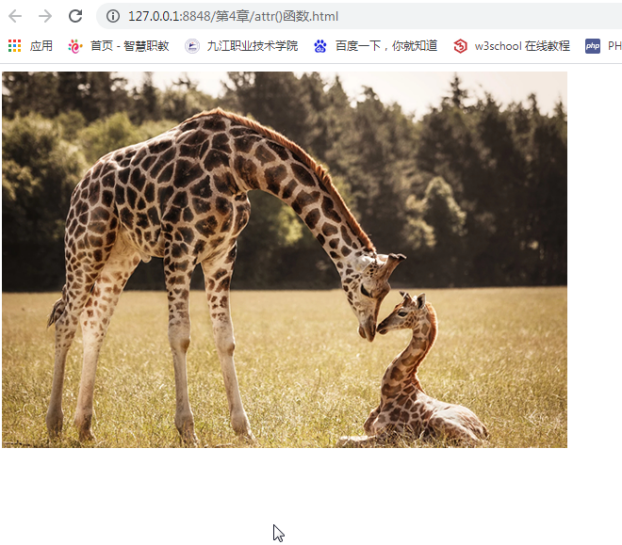 127.0.0.1:8848/第4章/attr()函数.html
应用 首页 - 智慧职教 九江职业技术学院 百度一下，你就知道 w3school 在线教程 php PH